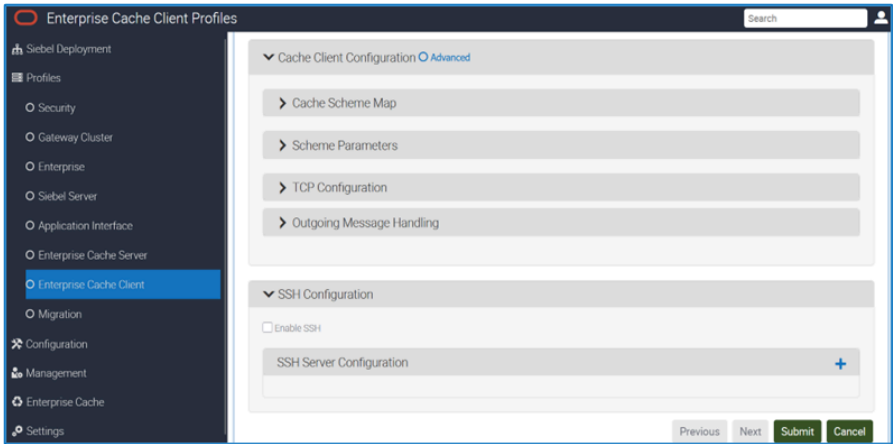 Enterprise Cache Client Profiles
Search
Siebel Deployment
Profiles
Security
Gateway Cluster
Enterprise
Siebel Server
Application Interface
Enterprise Cache Server
Enterprise Cache Client
Migration
Configuration
Management
Enterprise Cache
Settings
Cache Client Configuration Advanced
Cache Scheme Map
Scheme Parameters
TCP Configuration
Outgoing Message Handling
SSH Configuration
Enable SSH
SSH Server Configuration
Previous Next Submit Cancel